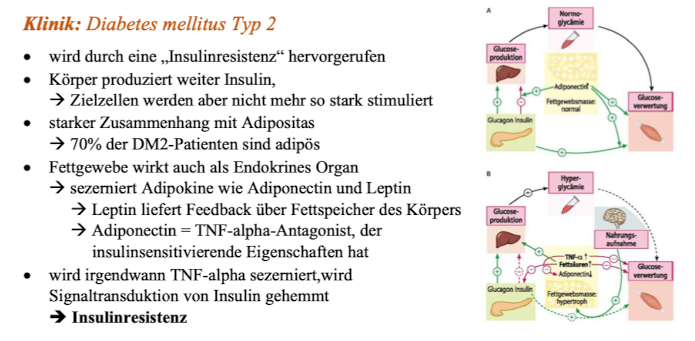 Klinik: Diabetes mellitus Typ 2
• wird durch eine „Insulinresistenz“ hervorgerufen
• Körper produziert weiter Insulin,
→ Zielzellen werden aber nicht mehr so stark stimuliert
• starker Zusammenhang mit Adipositas
→ 70% der DM2-Patienten sind adipös
• Fettgewebe wirkt auch als Endokrines Organ
→ sezerniert Adipokine wie Adiponectin und Leptin
→ Leptin liefert Feedback über Fettspeicher des Körpers
→ Adiponectin = TNF-alpha-Antagonist, der
insulinsensitivierende Eigenschaften hat
• wird irgendwann TNF-alpha sezerniert,wird
Signaltransduktion von Insulin gehemmt
→ Insulinresistenz
A
Normo-
glycämie
Glucose-
produktion
Adiponectin↑
Fettgewebsmasse:
normal
Glucose-
verwertung
Glucagon Insulin
B
Hyper-
glycämie
Glucose-
produktion
Nahrungs-
aufnahme
TNF-α ↑
Fettsäuren↑
Adiponectin↓
Glucose-
verwertung
Glucagon Insulin
Fettgewebsmasse:
hypertroph